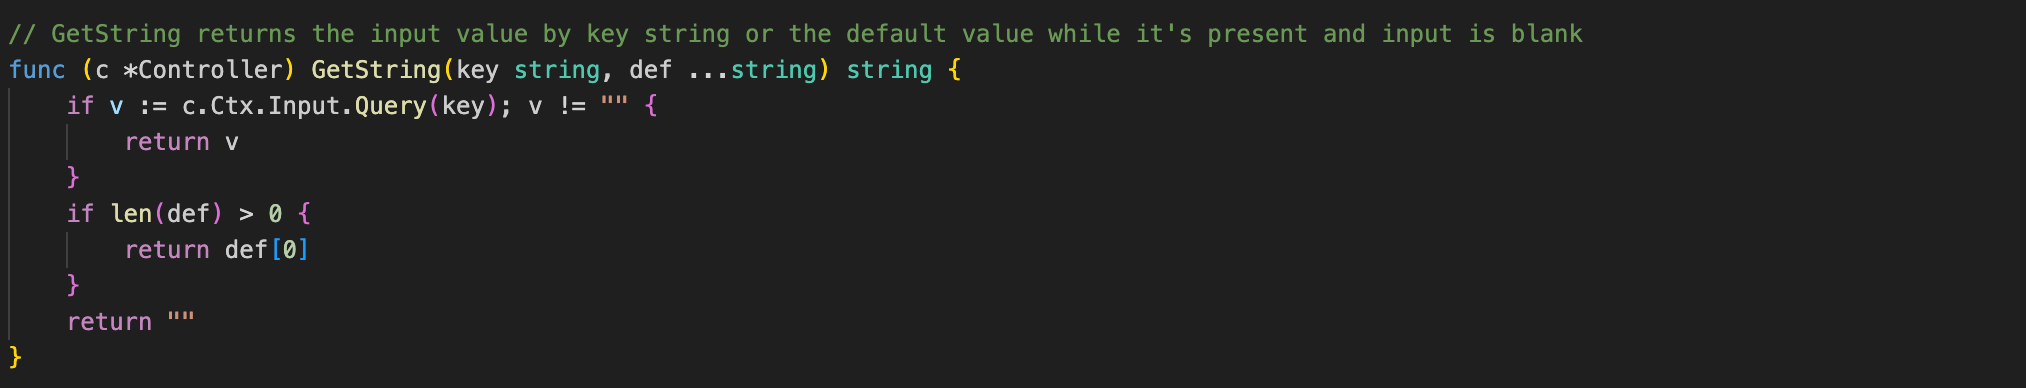 // GetString returns the input value by key string or the default value while it's present and input is blank
func (c *Controller) GetString(key string, def ...string) string {
    if v := c.Ctx.Input.Query(key); v != "" {
        return v
    }
    if len(def) > 0 {
        return def[0]
    }
    return ""
}